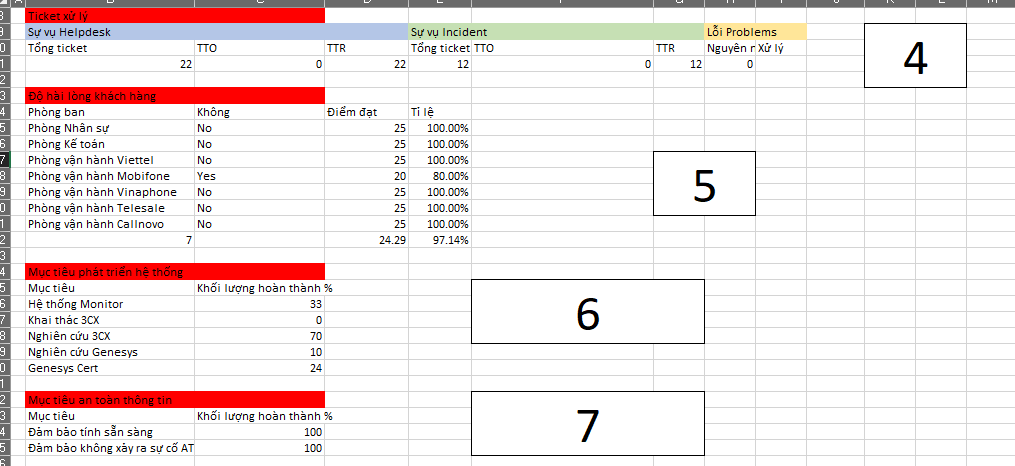 Ticket xử lý
Sự vụ Helpdesk Sự vụ Incident Lỗi Problems
Tổng ticket TTO TTR Tổng ticket TTO TTR Nguyên n Xử lý
22 0 22 12 0 12 0
4
Độ hài lòng khách hàng
Phòng ban Không Điểm đạt Tỉ lệ
Phòng Nhân sự No 25 100.00%
Phòng Kế toán No 25 100.00%
Phòng vận hành Viettel No 25 100.00%
Phòng vận hành Mobifone Yes 20 80.00%
Phòng vận hành Vinaphone No 25 100.00%
Phòng vận hành Telesale No 25 100.00%
Phòng vận hành Callnovo No 25 100.00%
7 24.29 97.14%
5
Mục tiêu phát triển hệ thống
Mục tiêu Khối lượng hoàn thành %
Hệ thống Monitor 33
Khai thác 3CX 0
Nghiên cứu 3CX 70
Nghiên cứu Genesys 10
Genesys Cert 24
6
Mục tiêu an toàn thông tin
Mục tiêu Khối lượng hoàn thành %
Đảm bảo tính sẵn sàng 100
Đảm bảo không xảy ra sự cố AT 100
7